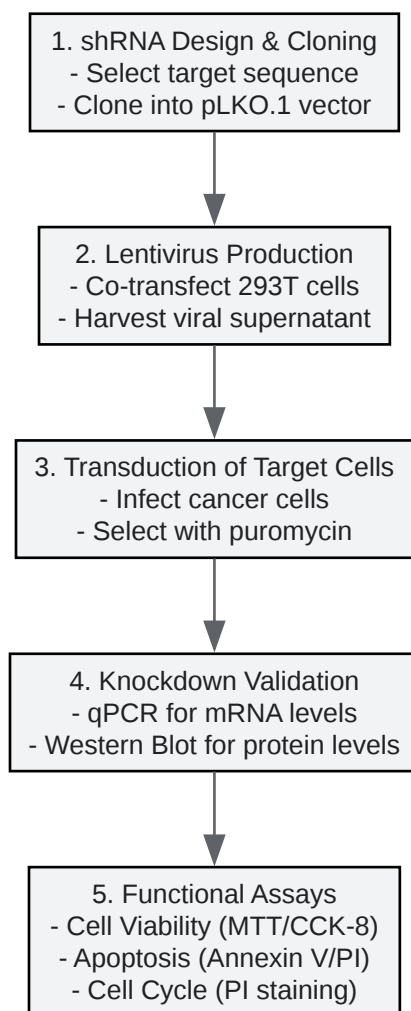 1. shRNA Design & Cloning
- Select target sequence
- Clone into pLKO.1 vector
2. Lentivirus Production
- Co-transfect 293T cells
- Harvest viral supernatant
3. Transduction of Target Cells
- Infect cancer cells
- Select with puromycin
4. Knockdown Validation
- qPCR for mRNA levels
- Western Blot for protein levels
5. Functional Assays
- Cell Viability (MTT/CCK-8)
- Apoptosis (Annexin V/PI)
- Cell Cycle (PI staining)